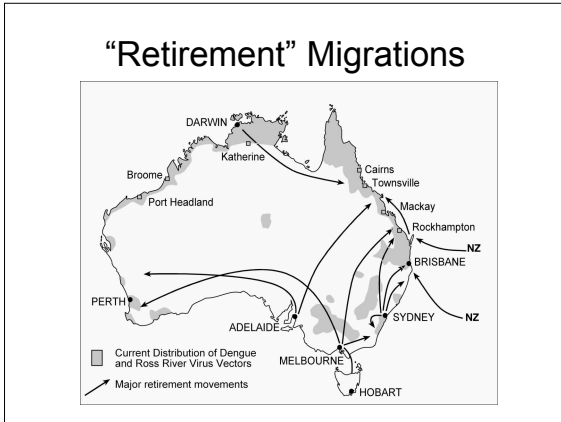 “Retirement” Migrations
DARWIN
Katherine
Cairns
Townsville
Broome
Port Headland
Mackay
Rockhampton
NZ
BRISBANE
NZ
PERTH
SYDNEY
ADELAIDE
MELBOURNE
HOBART
Current Distribution of Dengue
and Ross River Virus Vectors
Major retirement movements